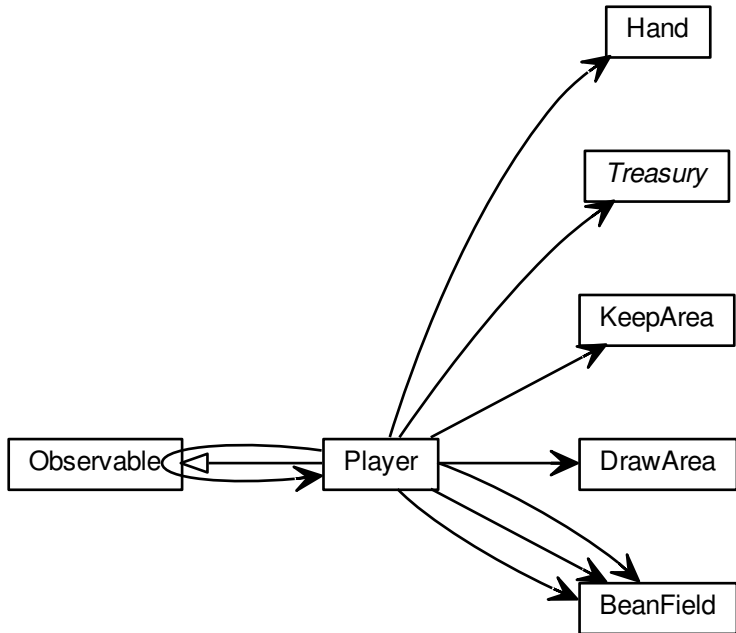 Hand
Treasury
KeepArea
Observable
Player
DrawArea
BeanField